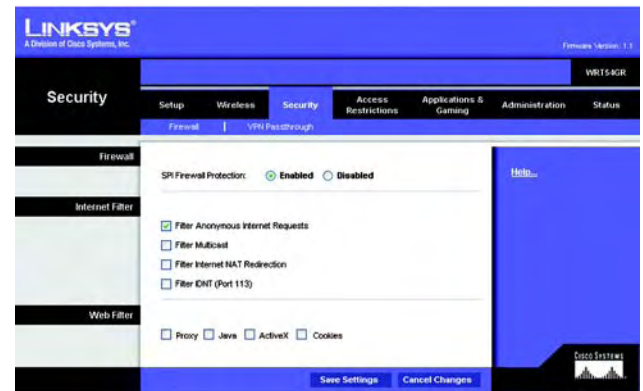 LINKSYS®
A Division of Cisco Systems, Inc.
Firmware Version: 1.1
WRT54GR
Security
Setup Wireless Security Access Restrictions Applications & Gaming Administration Status
Firewall | VPN Passthrough
Firewall
SPI Firewall Protection: Enabled Disabled
Help...
Internet Filter
Filter Anonymous Internet Requests
Filter Multicast
Filter Internet NAT Redirection
Filter IDNT (Port 113)
Web Filter
Proxy Java ActiveX Cookies
Save Settings Cancel Changes
CISCO SYSTEMS